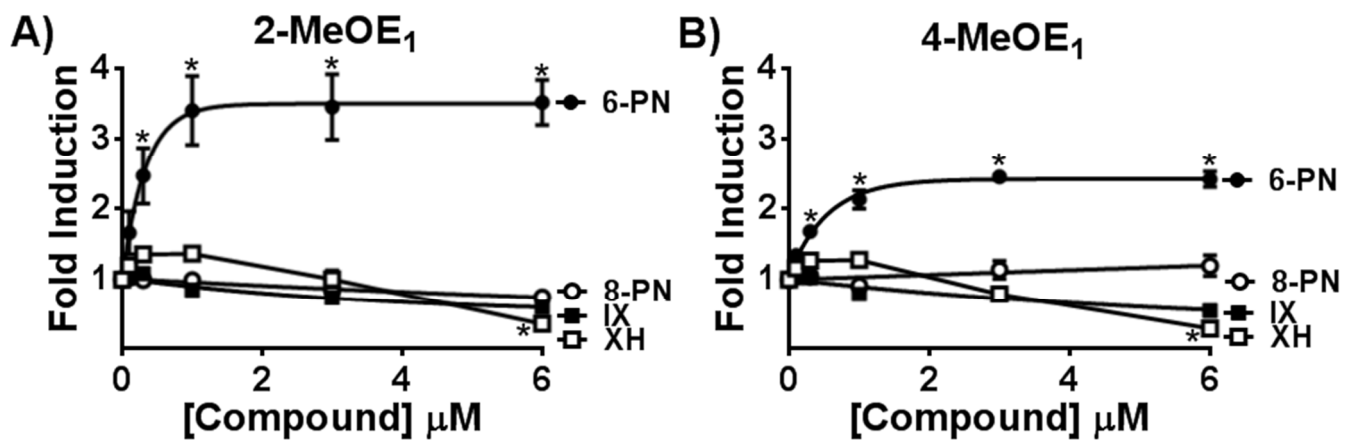 A) 2-MeOE₁
Fold Induction
4
3
2
1
* * * * *
0 2 4 6
[Compound] μM
6-PN
8-PN
IX
XH
B) 4-MeOE₁
Fold Induction
4
3
2
1
* * * * *
0 2 4 6
[Compound] μM
6-PN
8-PN
IX
XH